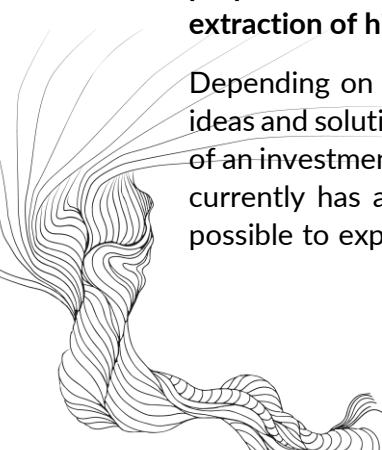 extraction of h
Depending on
ideas and soluti
of an investmen
currently has a
possible to exp